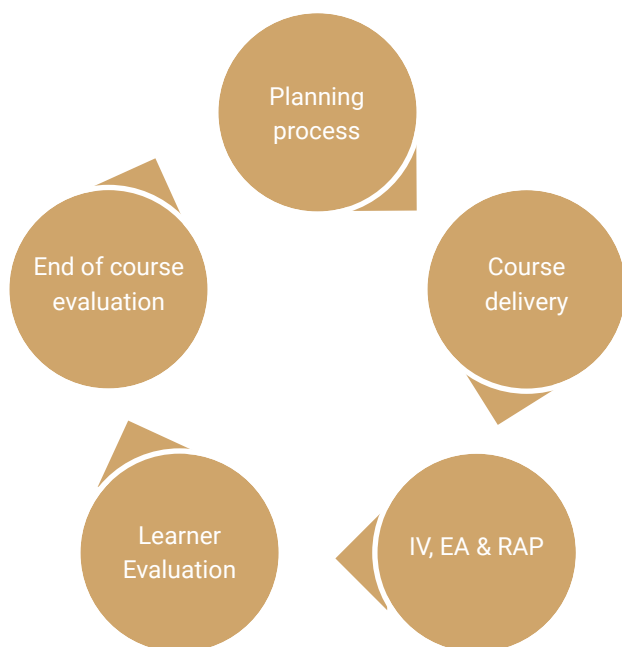 Planning
process
Course
delivery
IV, EA & RAP
Learner
Evaluation
End of course
evaluation